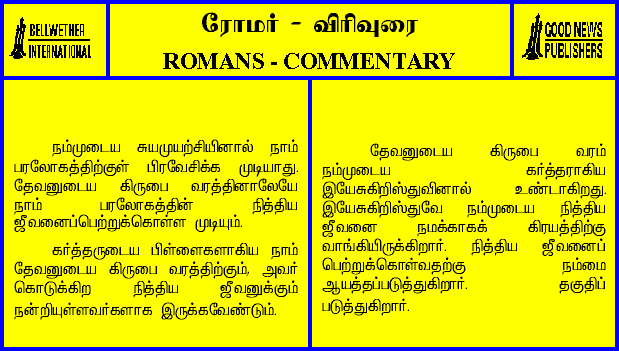 BELLWETHER
INTERNATIONAL
ரோமர் - விரிவுரை
ROMANS - COMMENTARY
GOOD NEWS
PUBLISHERS
நம்முடைய சுயமுயற்சியினால் நாம்
பரலோகத்திற்குள் பிரவேசிக்க முடியாது.
தேவனுடைய கிருபை வரத்தினாலேயே
நாம் பரலோகத்தின் நித்திய
ஜீவனைப்பெற்றுக்கொள்ள முடியும்.
கர்த்தருடைய பிள்ளைகளாகிய நாம்
தேவனுடைய கிருபை வரத்திற்கும், அவர்
கொடுக்கிற நித்திய ஜீவனுக்கும்
நன்றியுள்ளவர்களாக இருக்கவேண்டும்.
தேவனுடைய கிருபை வரம்
நம்முடைய கர்த்தராகிய
இயேசுகிறிஸ்துவினால் உண்டாகிறது.
இயேசுகிறிஸ்துவே நம்முடைய நித்திய
ஜீவனை நமக்காகக் கிரயத்திற்கு
வாங்கியிருக்கிறார். நித்திய ஜீவனைப்
பெற்றுக்கொள்வதற்கு நம்மை
ஆயத்தப்படுத்துகிறார். தகுதிப்
படுத்துகிறார்.